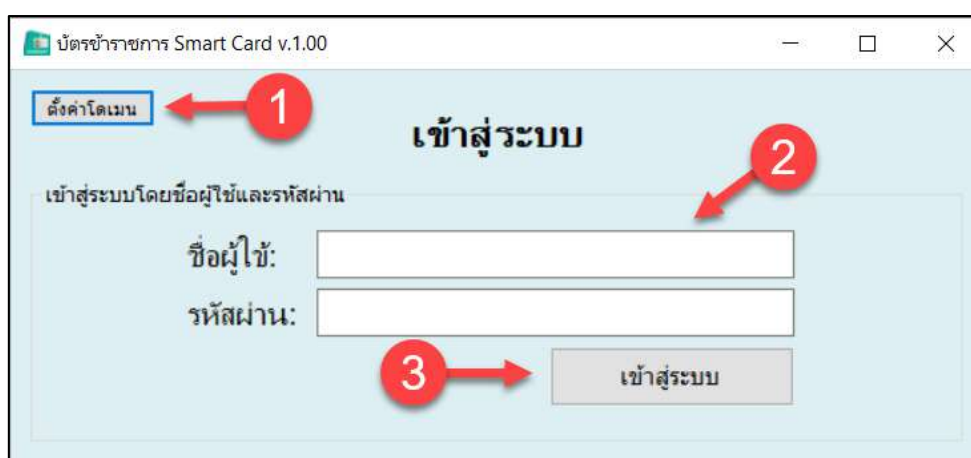 บัตรข้าราชการ Smart Card v.1.00
ตั้งค่าโดเมน
1
เข้าสู่ระบบ
2
เข้าสู่ระบบโดยชื่อผู้ใช้และรหัสผ่าน
ชื่อผู้ใช้:
รหัสผ่าน:
3
เข้าสู่ระบบ